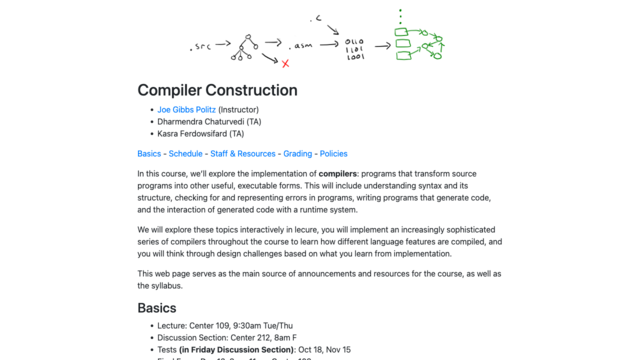 .c
.src
.asm
0110
1101
1001
X
Compiler Construction
• Joe Gibbs Politz (Instructor)
• Dharmendra Chaturvedi (TA)
• Kasra Ferdowsifard (TA)
Basics - Schedule - Staff & Resources - Grading - Policies
In this course, we'll explore the implementation of compilers: programs that transform source
programs into other useful, executable forms. This will include understanding syntax and its
structure, checking for and representing errors in programs, writing programs that generate code,
and the interaction of generated code with a runtime system.
We will explore these topics interactively in lecure, you will implement an increasingly sophisticated
series of compilers throughout the course to learn how different language features are compiled, and
you will think through design challenges based on what you learn from implementation.
This web page serves as the main source of announcements and resources for the course, as well as
the syllabus.
Basics
• Lecture: Center 109, 9:30am Tue/Thu
• Discussion Section: Center 212, 8am F
• Tests (in Friday Discussion Section): Oct 18, Nov 15